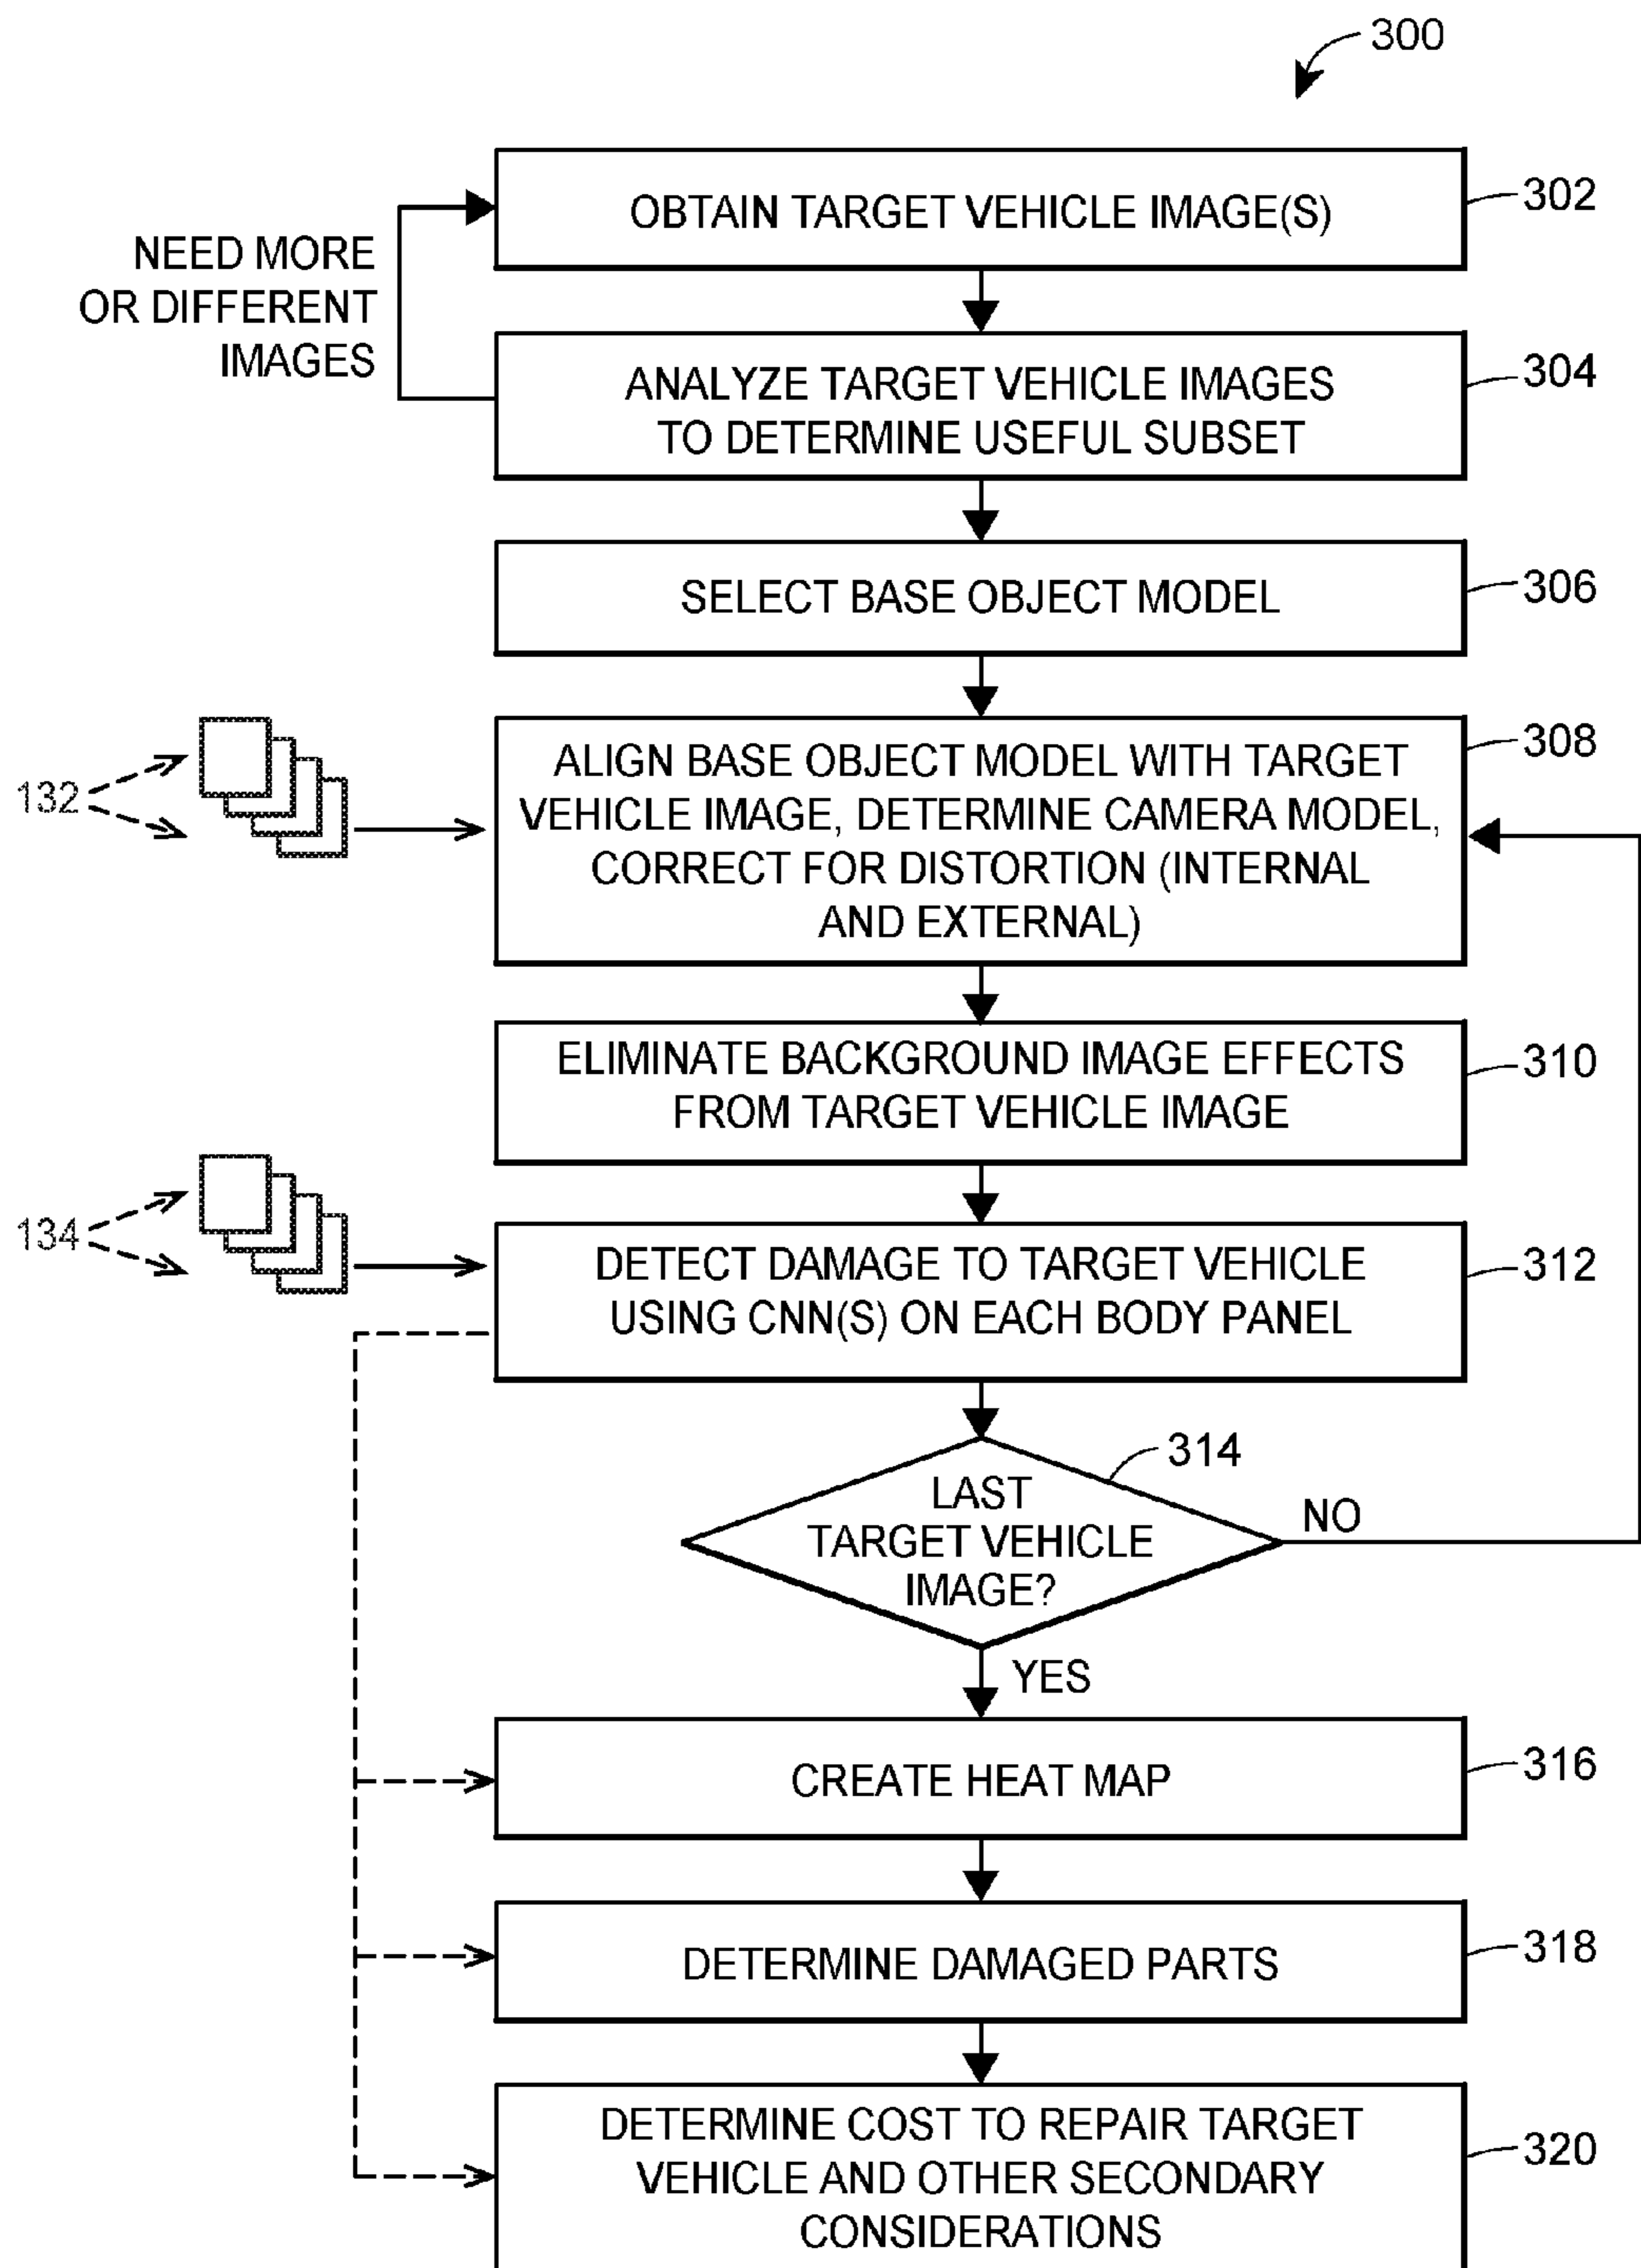 300
OBTAIN TARGET VEHICLE IMAGE(S)
302
NEED MORE
OR DIFFERENT
IMAGES
ANALYZE TARGET VEHICLE IMAGES
TO DETERMINE USEFUL SUBSET
304
SELECT BASE OBJECT MODEL
306
132
ALIGN BASE OBJECT MODEL WITH TARGET
VEHICLE IMAGE, DETERMINE CAMERA MODEL,
CORRECT FOR DISTORTION (INTERNAL
AND EXTERNAL)
308
ELIMINATE BACKGROUND IMAGE EFFECTS
FROM TARGET VEHICLE IMAGE
310
134
DETECT DAMAGE TO TARGET VEHICLE
USING CNN(S) ON EACH BODY PANEL
312
LAST
TARGET VEHICLE
IMAGE?
314
NO
YES
CREATE HEAT MAP
316
DETERMINE DAMAGED PARTS
318
DETERMINE COST TO REPAIR TARGET
VEHICLE AND OTHER SECONDARY
CONSIDERATIONS
320